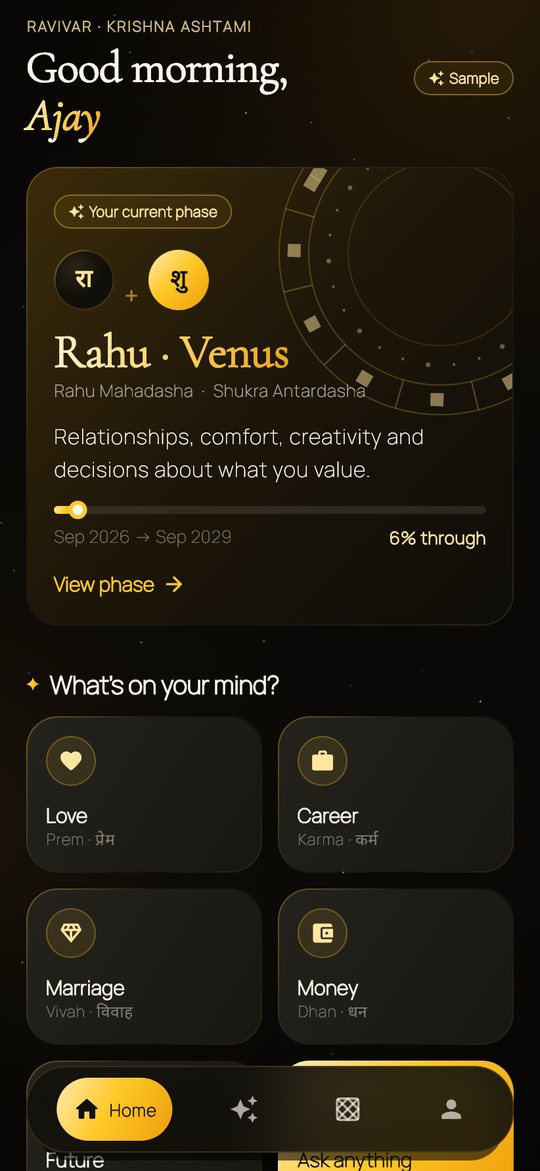 RAVIVAR · KRISHNA ASHTAMI
Good morning,
Ajay
Sample
Your current phase
रा + शु
Rahu · Venus
Rahu Mahadasha · Shukra Antardasha
Relationships, comfort, creativity and
decisions about what you value.
Sep 2026 → Sep 2029
6% through
View phase →
What's on your mind?
Love
Prem · प्रेम
Career
Karma · कर्म
Marriage
Vivah · विवाह
Money
Dhan · धन
Home
Future
Ask anything